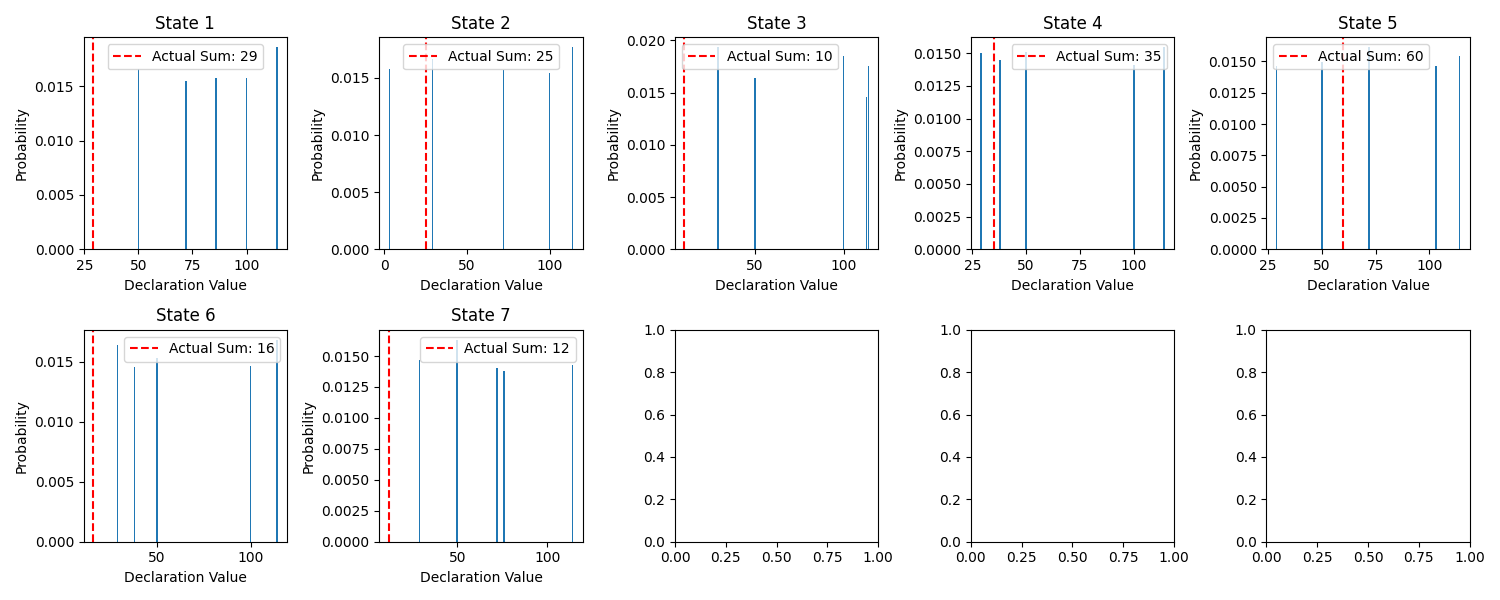 State 1
State 2
State 3
State 4
State 5
Actual Sum: 29
Actual Sum: 25
Actual Sum: 10
Actual Sum: 35
Actual Sum: 60
Probability
0.015
0.010
0.005
0.000
25 50 75 100
Declaration Value
Probability
0.015
0.010
0.005
0.000
0 50 100
Declaration Value
Probability
0.020
0.015
0.010
0.005
0.000
50 100
Declaration Value
Probability
0.0150
0.0125
0.0100
0.0075
0.0050
0.0025
0.0000
25 50 75 100
Declaration Value
Probability
0.0150
0.0125
0.0100
0.0075
0.0050
0.0025
0.0000
25 50 75 100
Declaration Value
State 6
Actual Sum: 16
Probability
0.015
0.010
0.005
0.000
50 100
Declaration Value
State 7
Actual Sum: 12
Probability
0.0150
0.0125
0.0100
0.0075
0.0050
0.0025
0.0000
50 100
Declaration Value
1.0
0.8
0.6
0.4
0.2
0.0
0.00 0.25 0.50 0.75 1.00
1.0
0.8
0.6
0.4
0.2
0.0
0.00 0.25 0.50 0.75 1.00
1.0
0.8
0.6
0.4
0.2
0.0
0.00 0.25 0.50 0.75 1.00